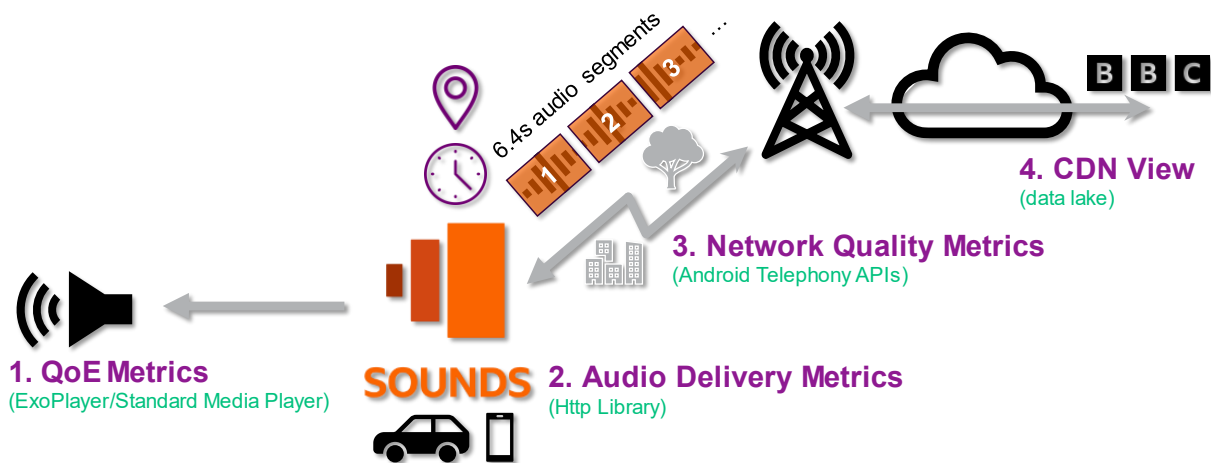 6.4s audio segments
1
2
3
...
BBC
4. CDN View
(data lake)
3. Network Quality Metrics
(Android Telephony APIs)
1. QoE Metrics
(ExoPlayer/Standard Media Player)
SOUNDS
2. Audio Delivery Metrics
(Http Library)